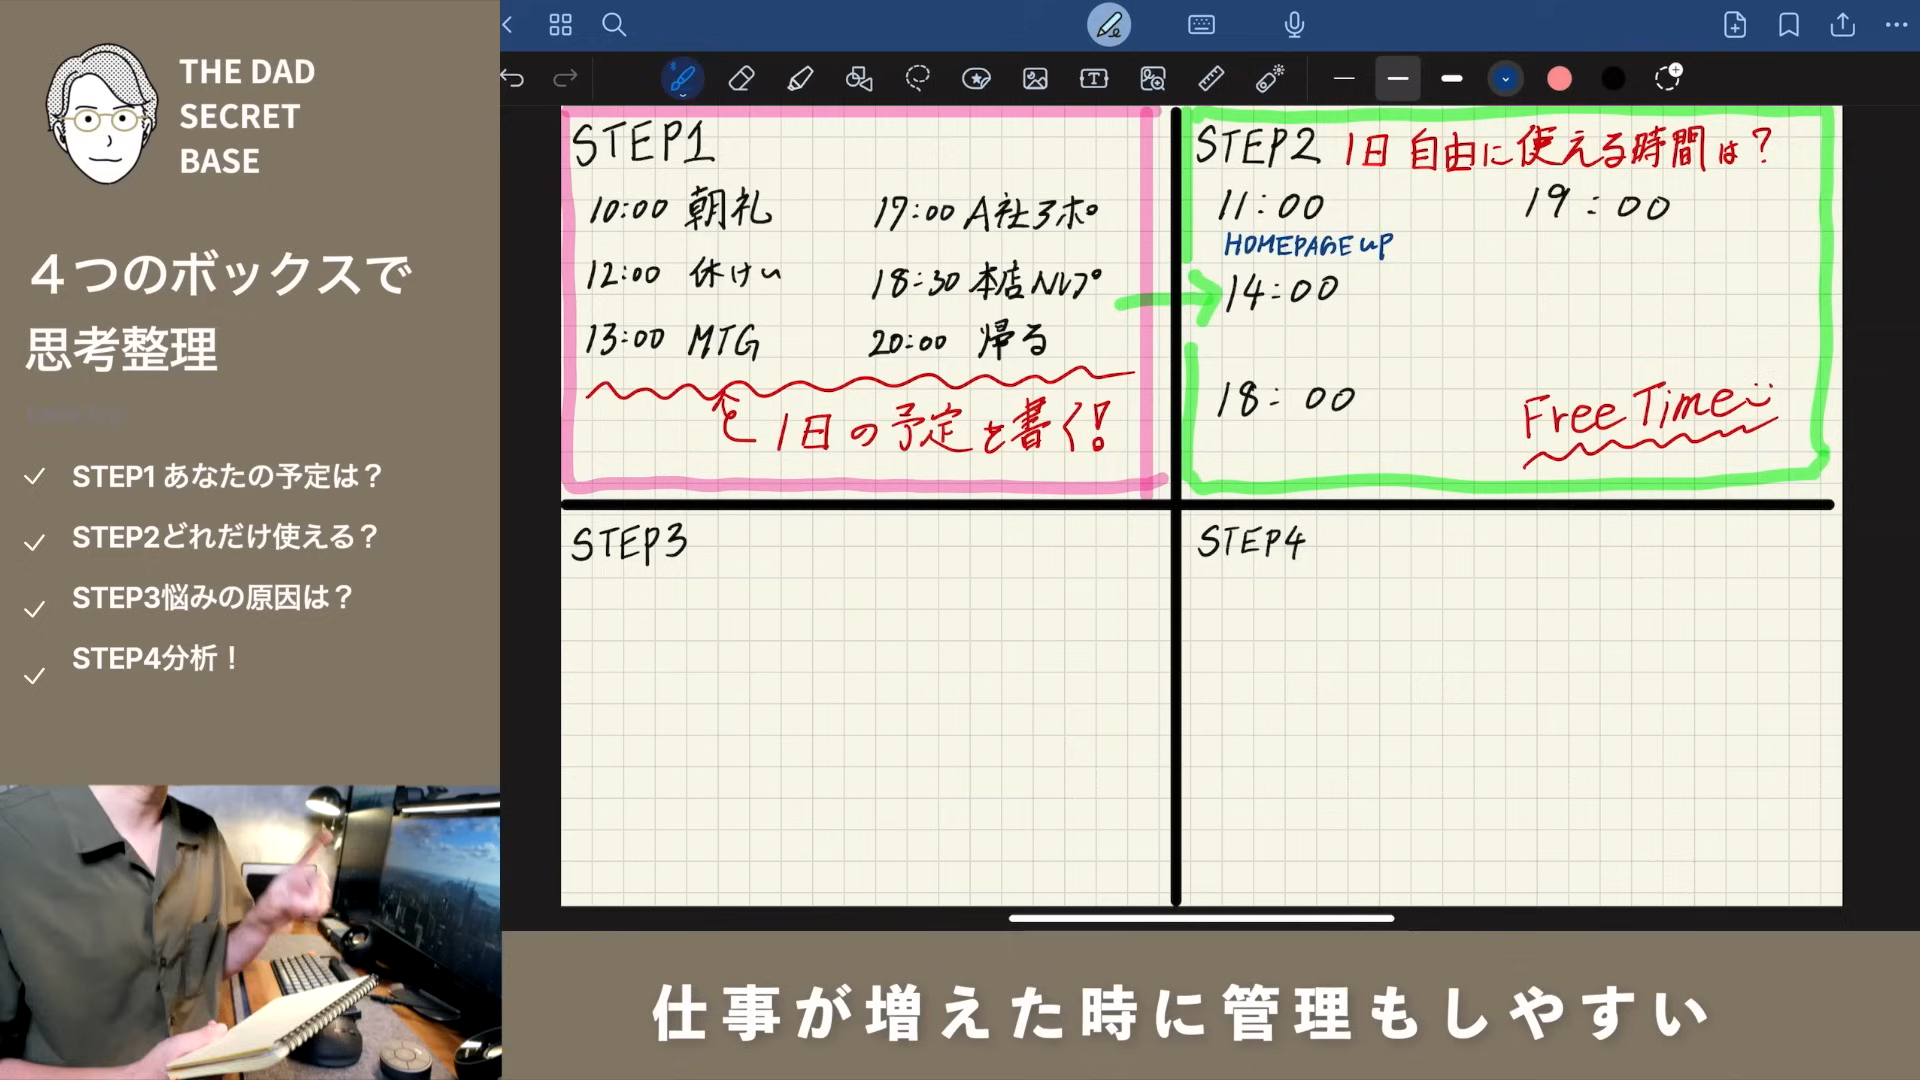 THE DAD
SECRET
BASE
４つのボックスで
思考整理
STEP1 あなたの予定は？
STEP2どれだけ使える？
STEP3悩みの原因は？
STEP4分析！
STEP1
10:00 朝礼
12:00 休けい
13:00 MTG
17:00 A社アポ
18:30 本店ヘルプ
20:00 帰る
1日の予定を書く!
STEP2 1日自由に使える時間は？
11:00
HOMEPAGE UP
14:00
18:00
19:00
Free Time
STEP3
STEP4
仕事が増えた時に管理もしやすい